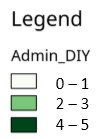 Legend
Admin_DIY
0 – 1
2 – 3
4 – 5